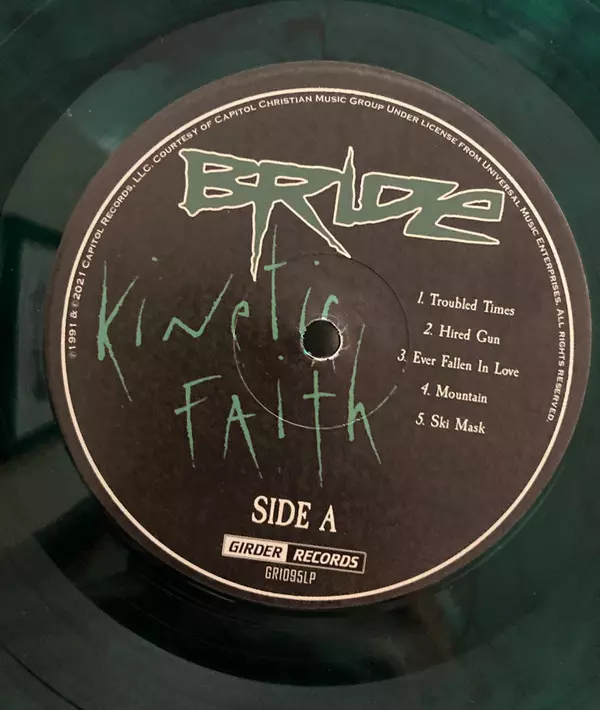 ℗1991 & ©2021 Capitol Records, LLC. Courtesy of Capitol Christian Music Group Under License from Universal Music Enterprises. All rights reserved.
BRIDE
Kinetic
FAith
1. Troubled Times
2. Hired Gun
3. Ever Fallen In Love
4. Mountain
5. Ski Mask
SIDE A
GIRDER RECORDS
GR1095LP